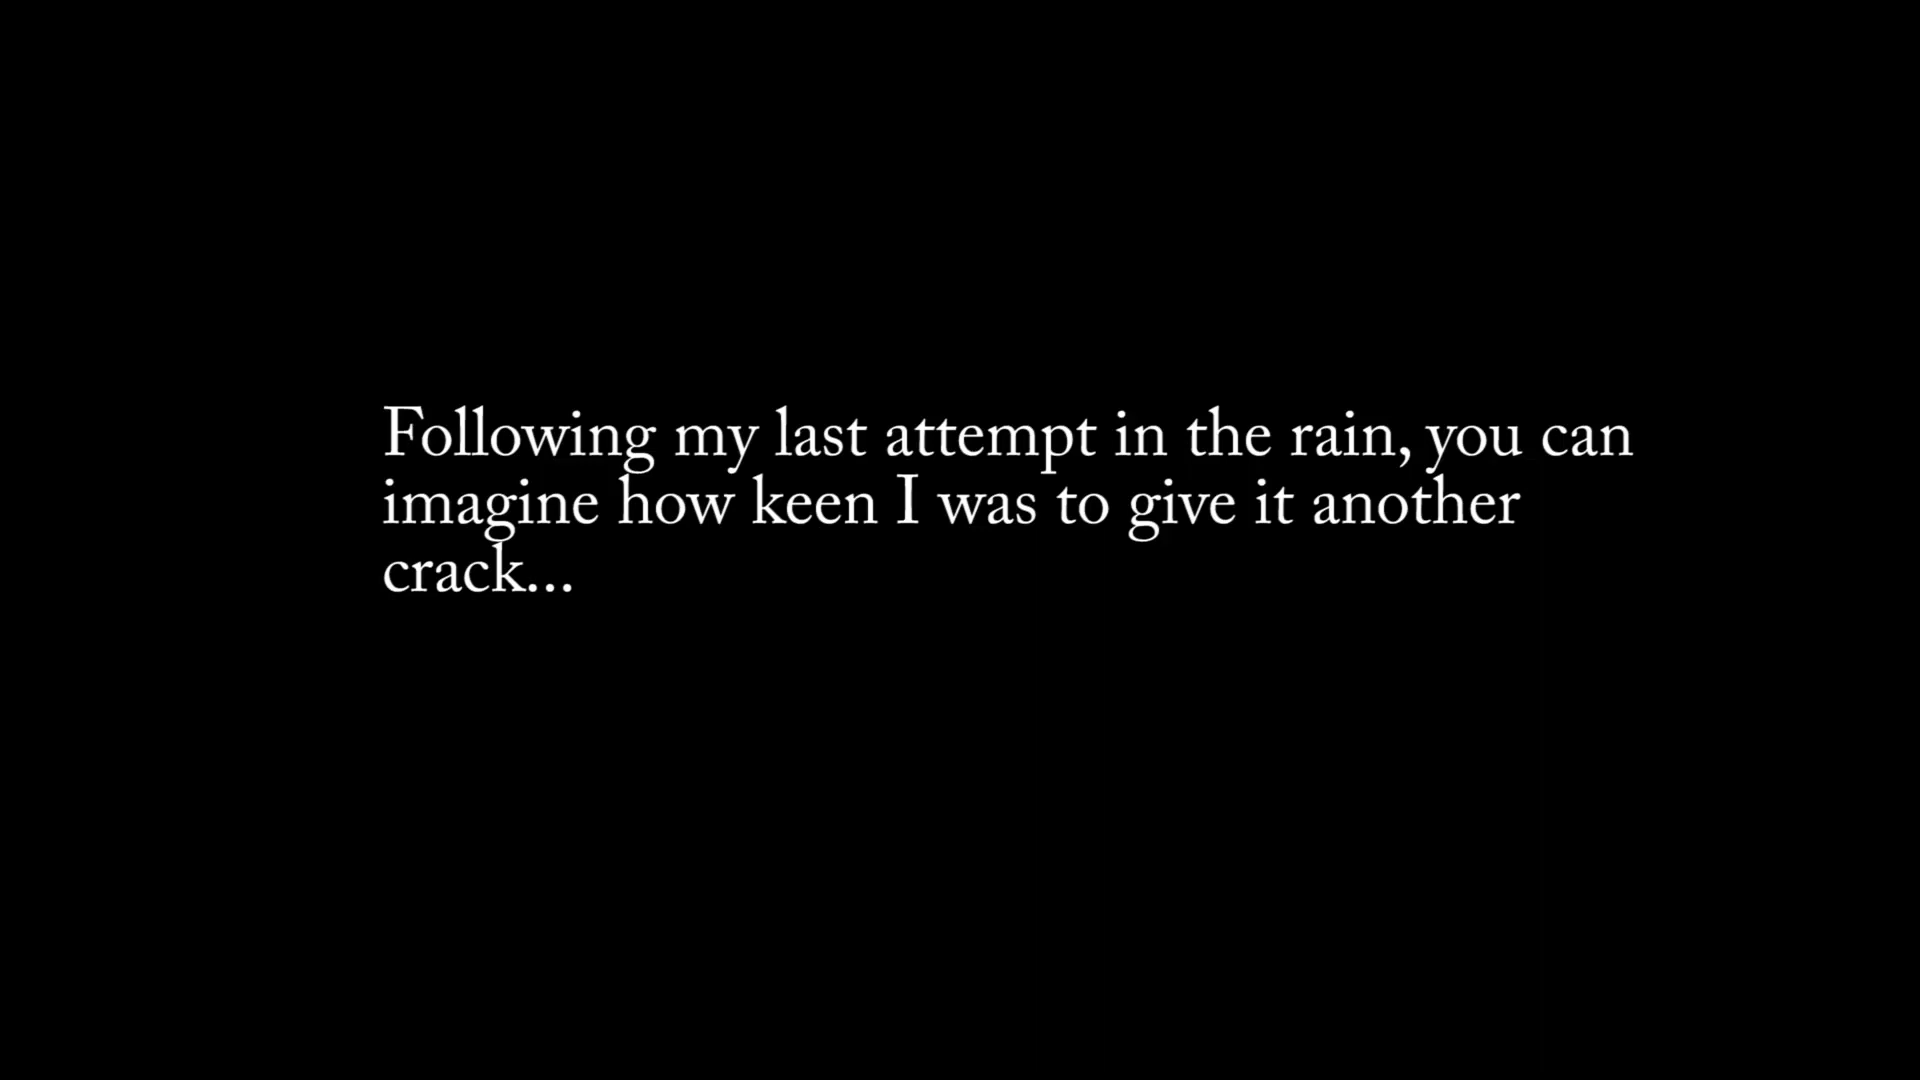 Following my last attempt in the rain, you can
imagine how keen I was to give it another
crack...